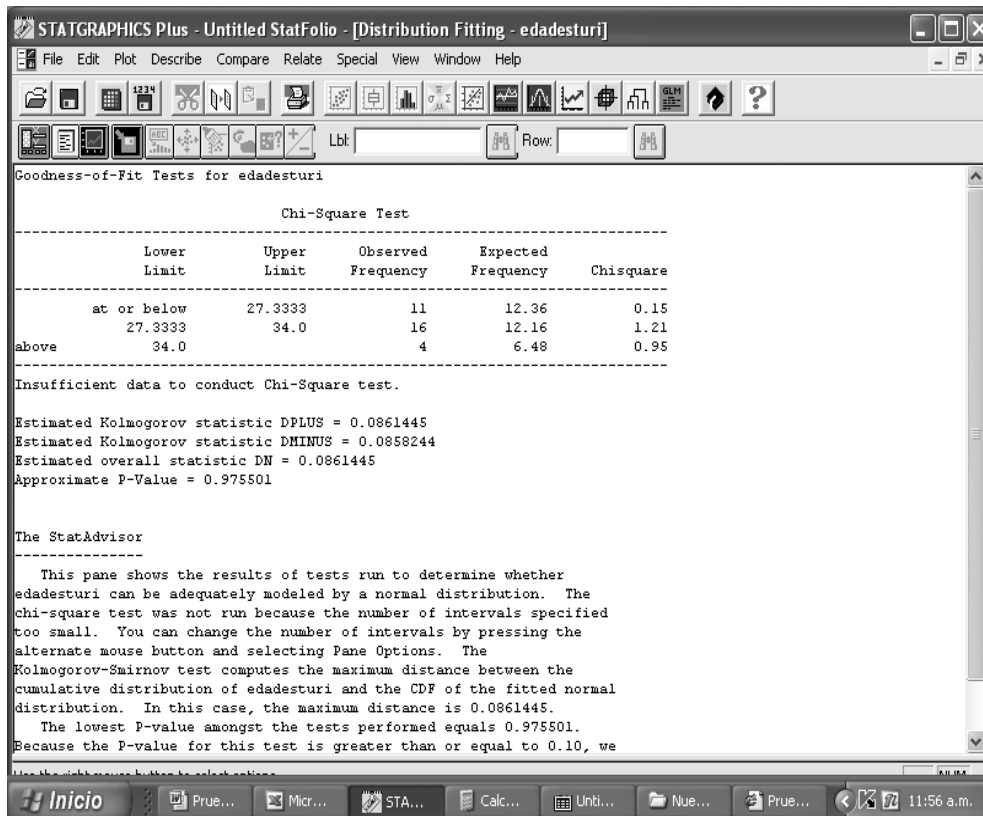 STATGRAPHICS Plus - Untitled StatFolio - [Distribution Fitting - edadesturi]
File Edit Plot Describe Compare Relate Special View Window Help
Lbl: Row:
Goodness-of-Fit Tests for edadesturi
Chi-Square Test
----------------------------------------------------------------------------
Lower Upper Observed Expected
Limit Limit Frequency Frequency Chisquare
----------------------------------------------------------------------------
at or below 27.3333 11 12.36 0.15
27.3333 34.0 16 12.16 1.21
above 34.0 4 6.48 0.95
----------------------------------------------------------------------------
Insufficient data to conduct Chi-Square test.
Estimated Kolmogorov statistic DPLUS = 0.0861445
Estimated Kolmogorov statistic DMINUS = 0.0858244
Estimated overall statistic DN = 0.0861445
Approximate P-Value = 0.975501
The StatAdvisor
---------------
This pane shows the results of tests run to determine whether
edadesturi can be adequately modeled by a normal distribution. The
chi-square test was not run because the number of intervals specified
too small. You can change the number of intervals by pressing the
alternate mouse button and selecting Pane Options. The
Kolmogorov-Smirnov test computes the maximum distance between the
cumulative distribution of edadesturi and the CDF of the fitted normal
distribution. In this case, the maximum distance is 0.0861445.
The lowest P-value amongst the tests performed equals 0.975501.
Because the P-value for this test is greater than or equal to 0.10, we
Use the right mouse button to select options NUM
Inicio Prue... Micr... STA... Calc... Unti... Nue... Prue... 11:56 a.m.